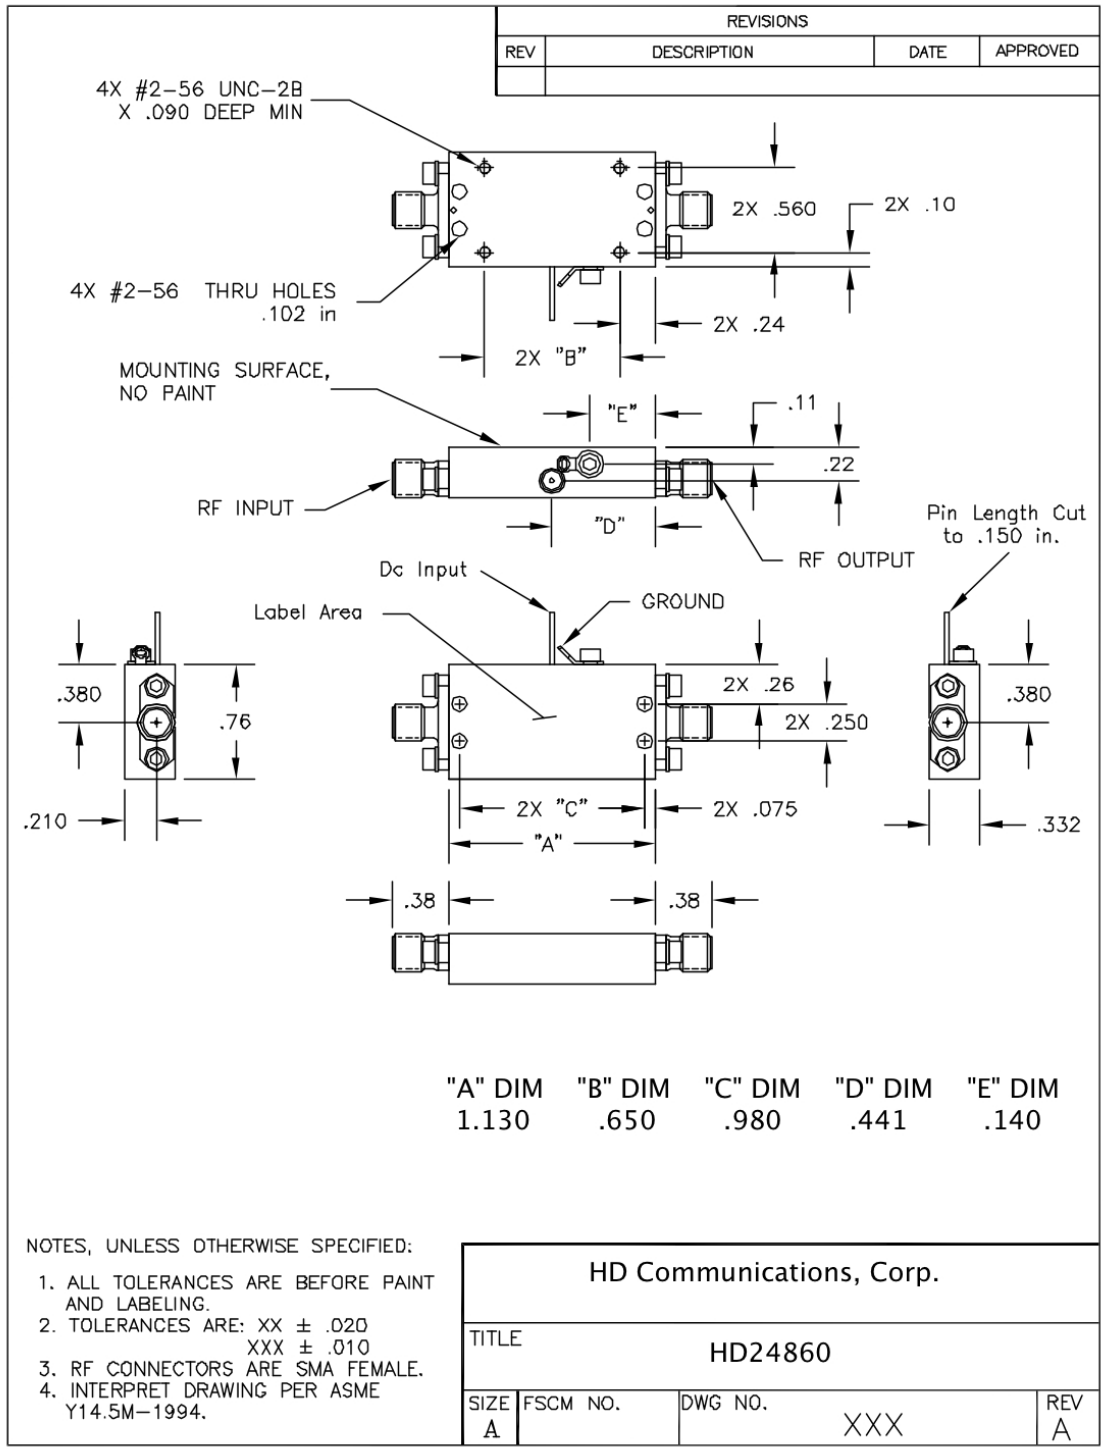 REVISIONS
REV DESCRIPTION DATE APPROVED
4X #2-56 UNC-2B
X .090 DEEP MIN
2X .560
2X .10
4X #2-56 THRU HOLES
.102 in
2X .24
2X "B"
MOUNTING SURFACE,
NO PAINT
"E"
.11
.22
RF INPUT
"D"
RF OUTPUT
Pin Length Cut
to .150 in.
Dc Input
GROUND
Label Area
.380
.76
2X .26
2X .250
.380
.210
2X "C"
2X .075
.332
"A"
.38
.38
"A" DIM "B" DIM "C" DIM "D" DIM "E" DIM
1.130 .650 .980 .441 .140
NOTES, UNLESS OTHERWISE SPECIFIED:
1. ALL TOLERANCES ARE BEFORE PAINT
AND LABELING.
2. TOLERANCES ARE: XX ± .020
XXX ± .010
3. RF CONNECTORS ARE SMA FEMALE.
4. INTERPRET DRAWING PER ASME
Y14.5M-1994.
HD Communications, Corp.
TITLE
HD24860
SIZE FSCM NO. DWG NO. REV
A XXX A